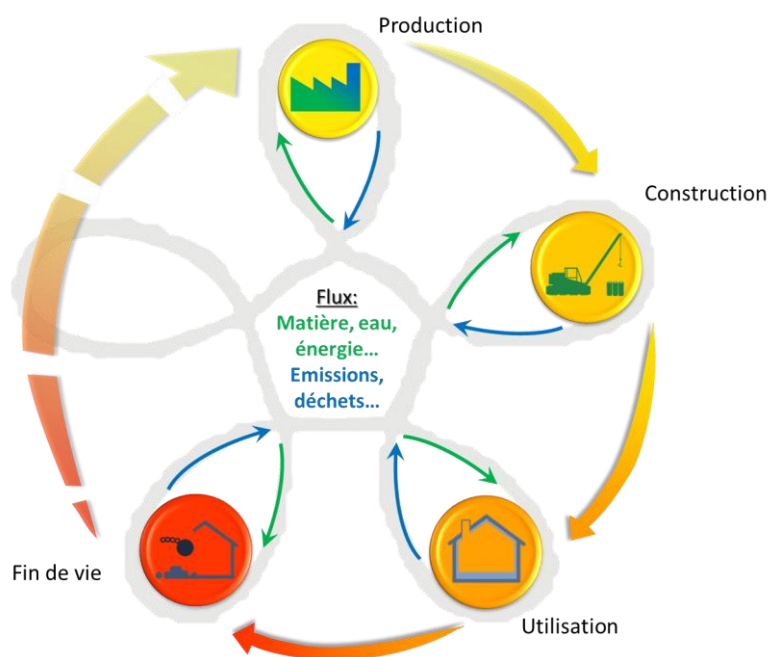 Production
Construction
Flux:
Matière, eau,
énergie...
Emissions,
déchets...
Fin de vie
Utilisation